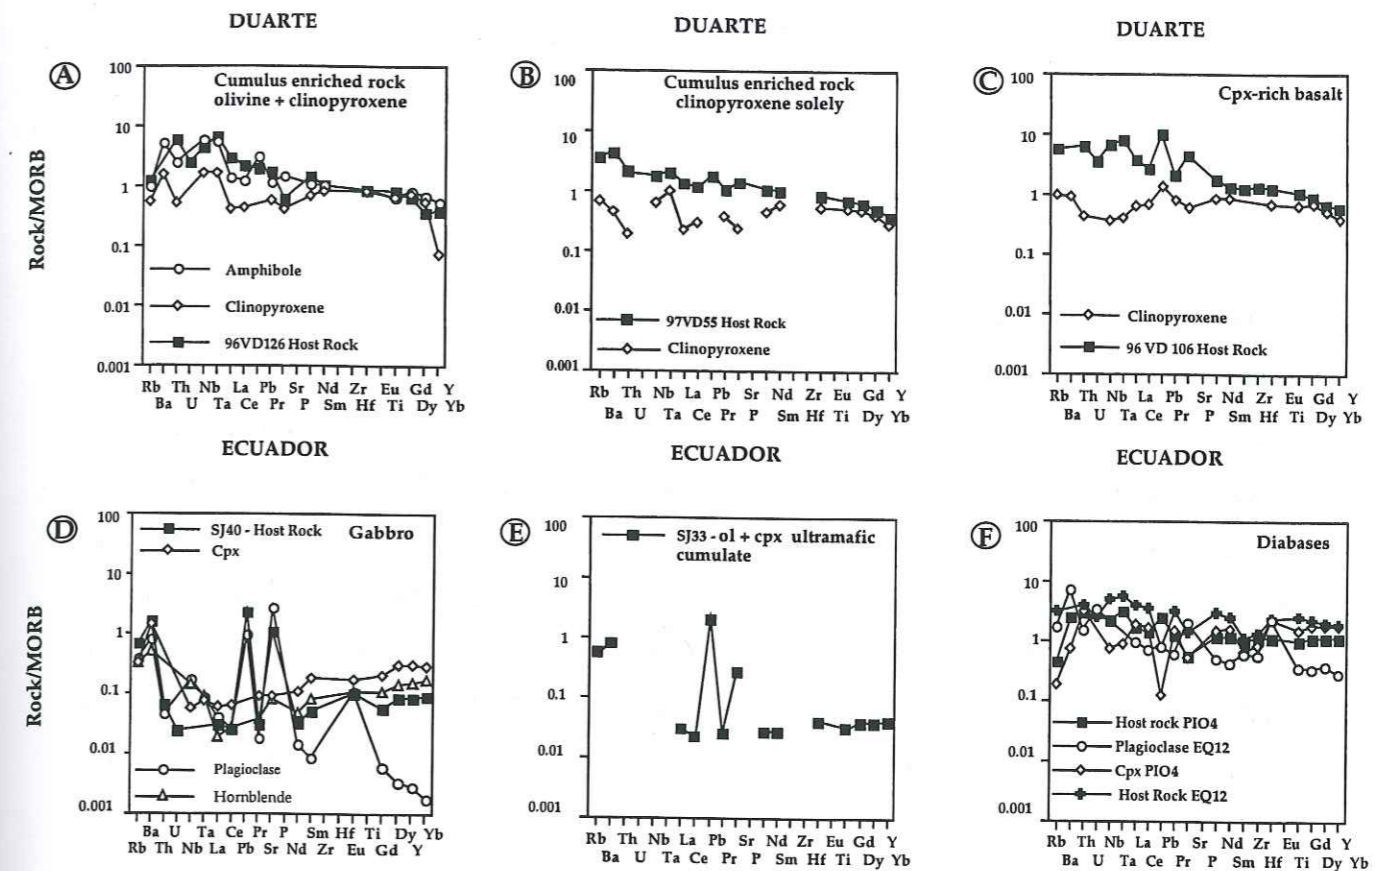 DUARTE
DUARTE
DUARTE
A
Cumulus enriched rock
olivine + clinopyroxene
100
10
1
0.1
0.01
0.001
Rock/MORB
Amphibole
Clinopyroxene
96VD126 Host Rock
Rb Th Nb La Pb Sr Nd Zr Eu Gd Y
Ba U Ta Ce Pr P Sm Hf Ti Dy Yb
B
Cumulus enriched rock
clinopyroxene solely
100
10
1
0.1
0.01
0.001
97VD55 Host Rock
Clinopyroxene
Rb Th Nb La Pb Sr Nd Zr Eu Gd Y
Ba U Ta Ce Pr P Sm Hf Ti Dy Yb
C
Cpx-rich basalt
100
10
1
0.1
0.01
0.001
Clinopyroxene
96 VD 106 Host Rock
Rb Th Nb La Pb Sr Nd Zr Eu Gd Y
Ba U Ta Ce Pr P Sm Hf Ti Dy Yb
ECUADOR
ECUADOR
ECUADOR
D
SJ40 - Host Rock
Cpx
Gabbro
100
10
1
0.1
0.01
0.001
Rock/MORB
Plagioclase
Hornblende
Ba U Ta Ce Pr P Sm Hf Ti Dy Yb
Rb Th Nb La Pb Sr Nd Zr Eu Gd Y
E
SJ33 - ol + cpx ultramafic
cumulate
100
10
1
0.1
0.01
0.001
Rb Th Nb La Pb Sr Nd Zr Eu Gd Y
Ba U Ta Ce Pr P Sm Hf Ti Dy Yb
F
Diabases
100
10
1
0.1
0.01
0.001
Host rock PIO4
Plagioclase EQ12
Cpx PIO4
Host Rock EQ12
Rb Th Nb La Pb Sr Nd Zr Eu Gd Y
Ba U Ta Ce Pr P Sm Hf Ti Dy Yb